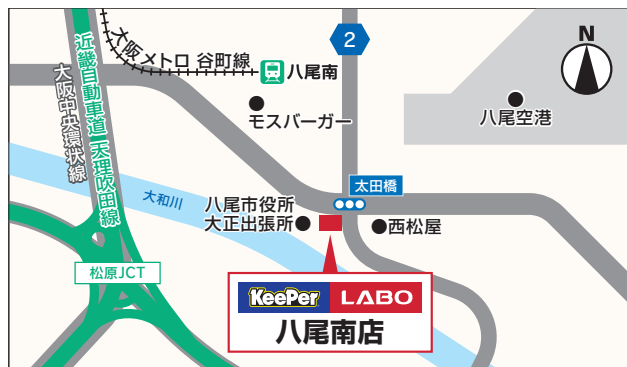 近畿自動車道 天理吹田線
大阪中央環状線
大阪メトロ 谷町線
八尾南
2
N
モスバーガー
八尾空港
大和川
八尾市役所
大正出張所
太田橋
西松屋
松原JCT
KeePer LABO
八尾南店